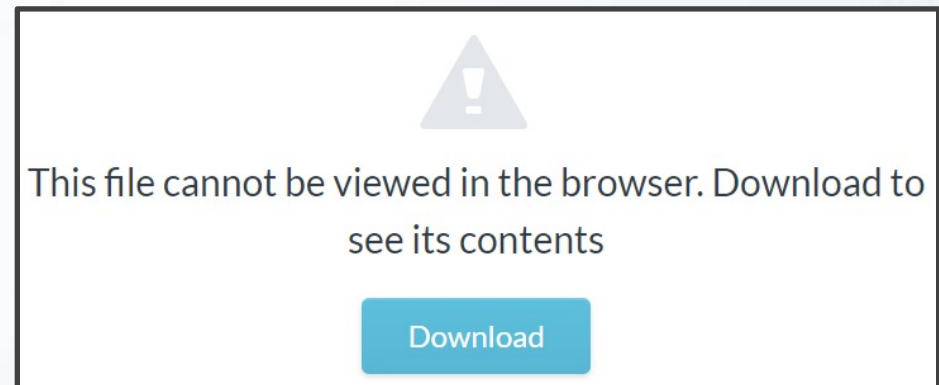 This file cannot be viewed in the browser. Download to
see its contents
Download